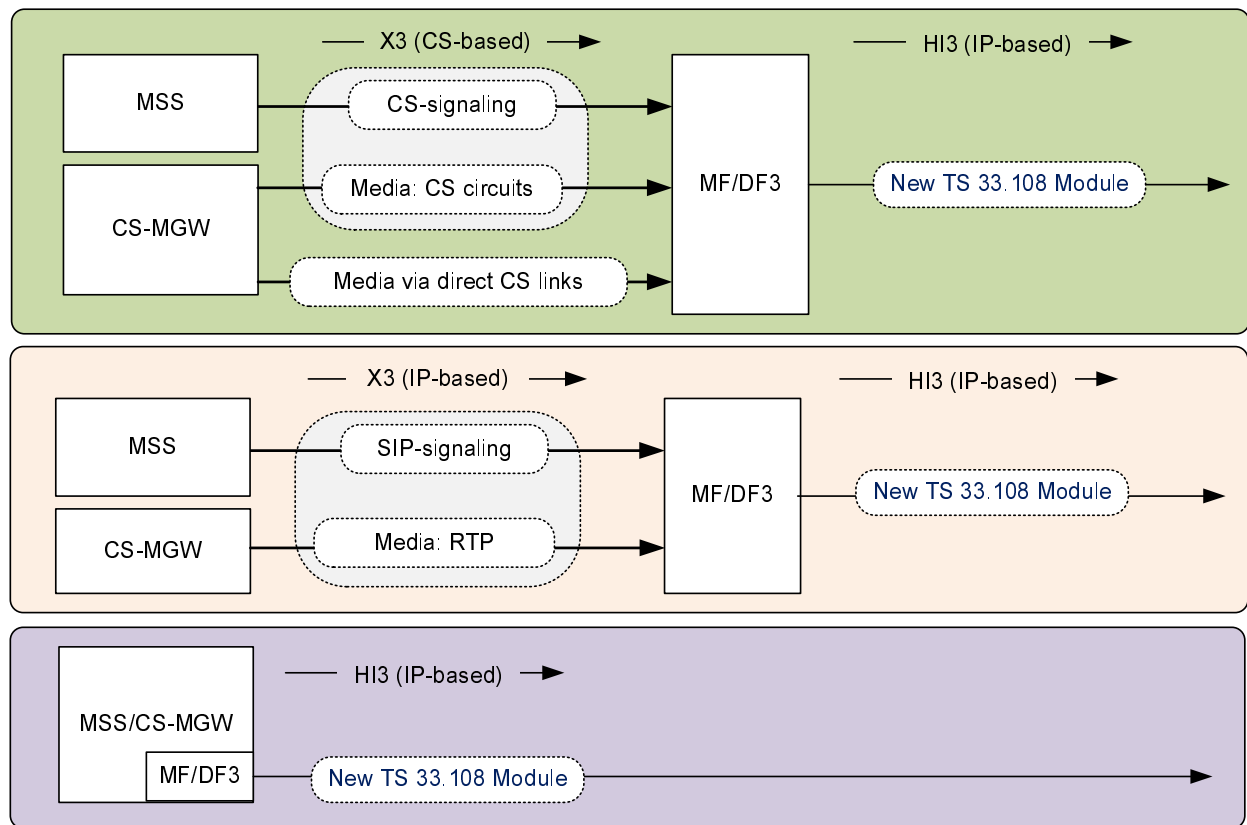 X3 (CS-based)
HI3 (IP-based)
MSS
CS-signaling
CS-MGW
Media: CS circuits
MF/DF3
New TS 33.108 Module
Media via direct CS links
X3 (IP-based)
HI3 (IP-based)
MSS
SIP-signaling
MF/DF3
New TS 33.108 Module
CS-MGW
Media: RTP
HI3 (IP-based)
MSS/CS-MGW
MF/DF3
New TS 33.108 Module